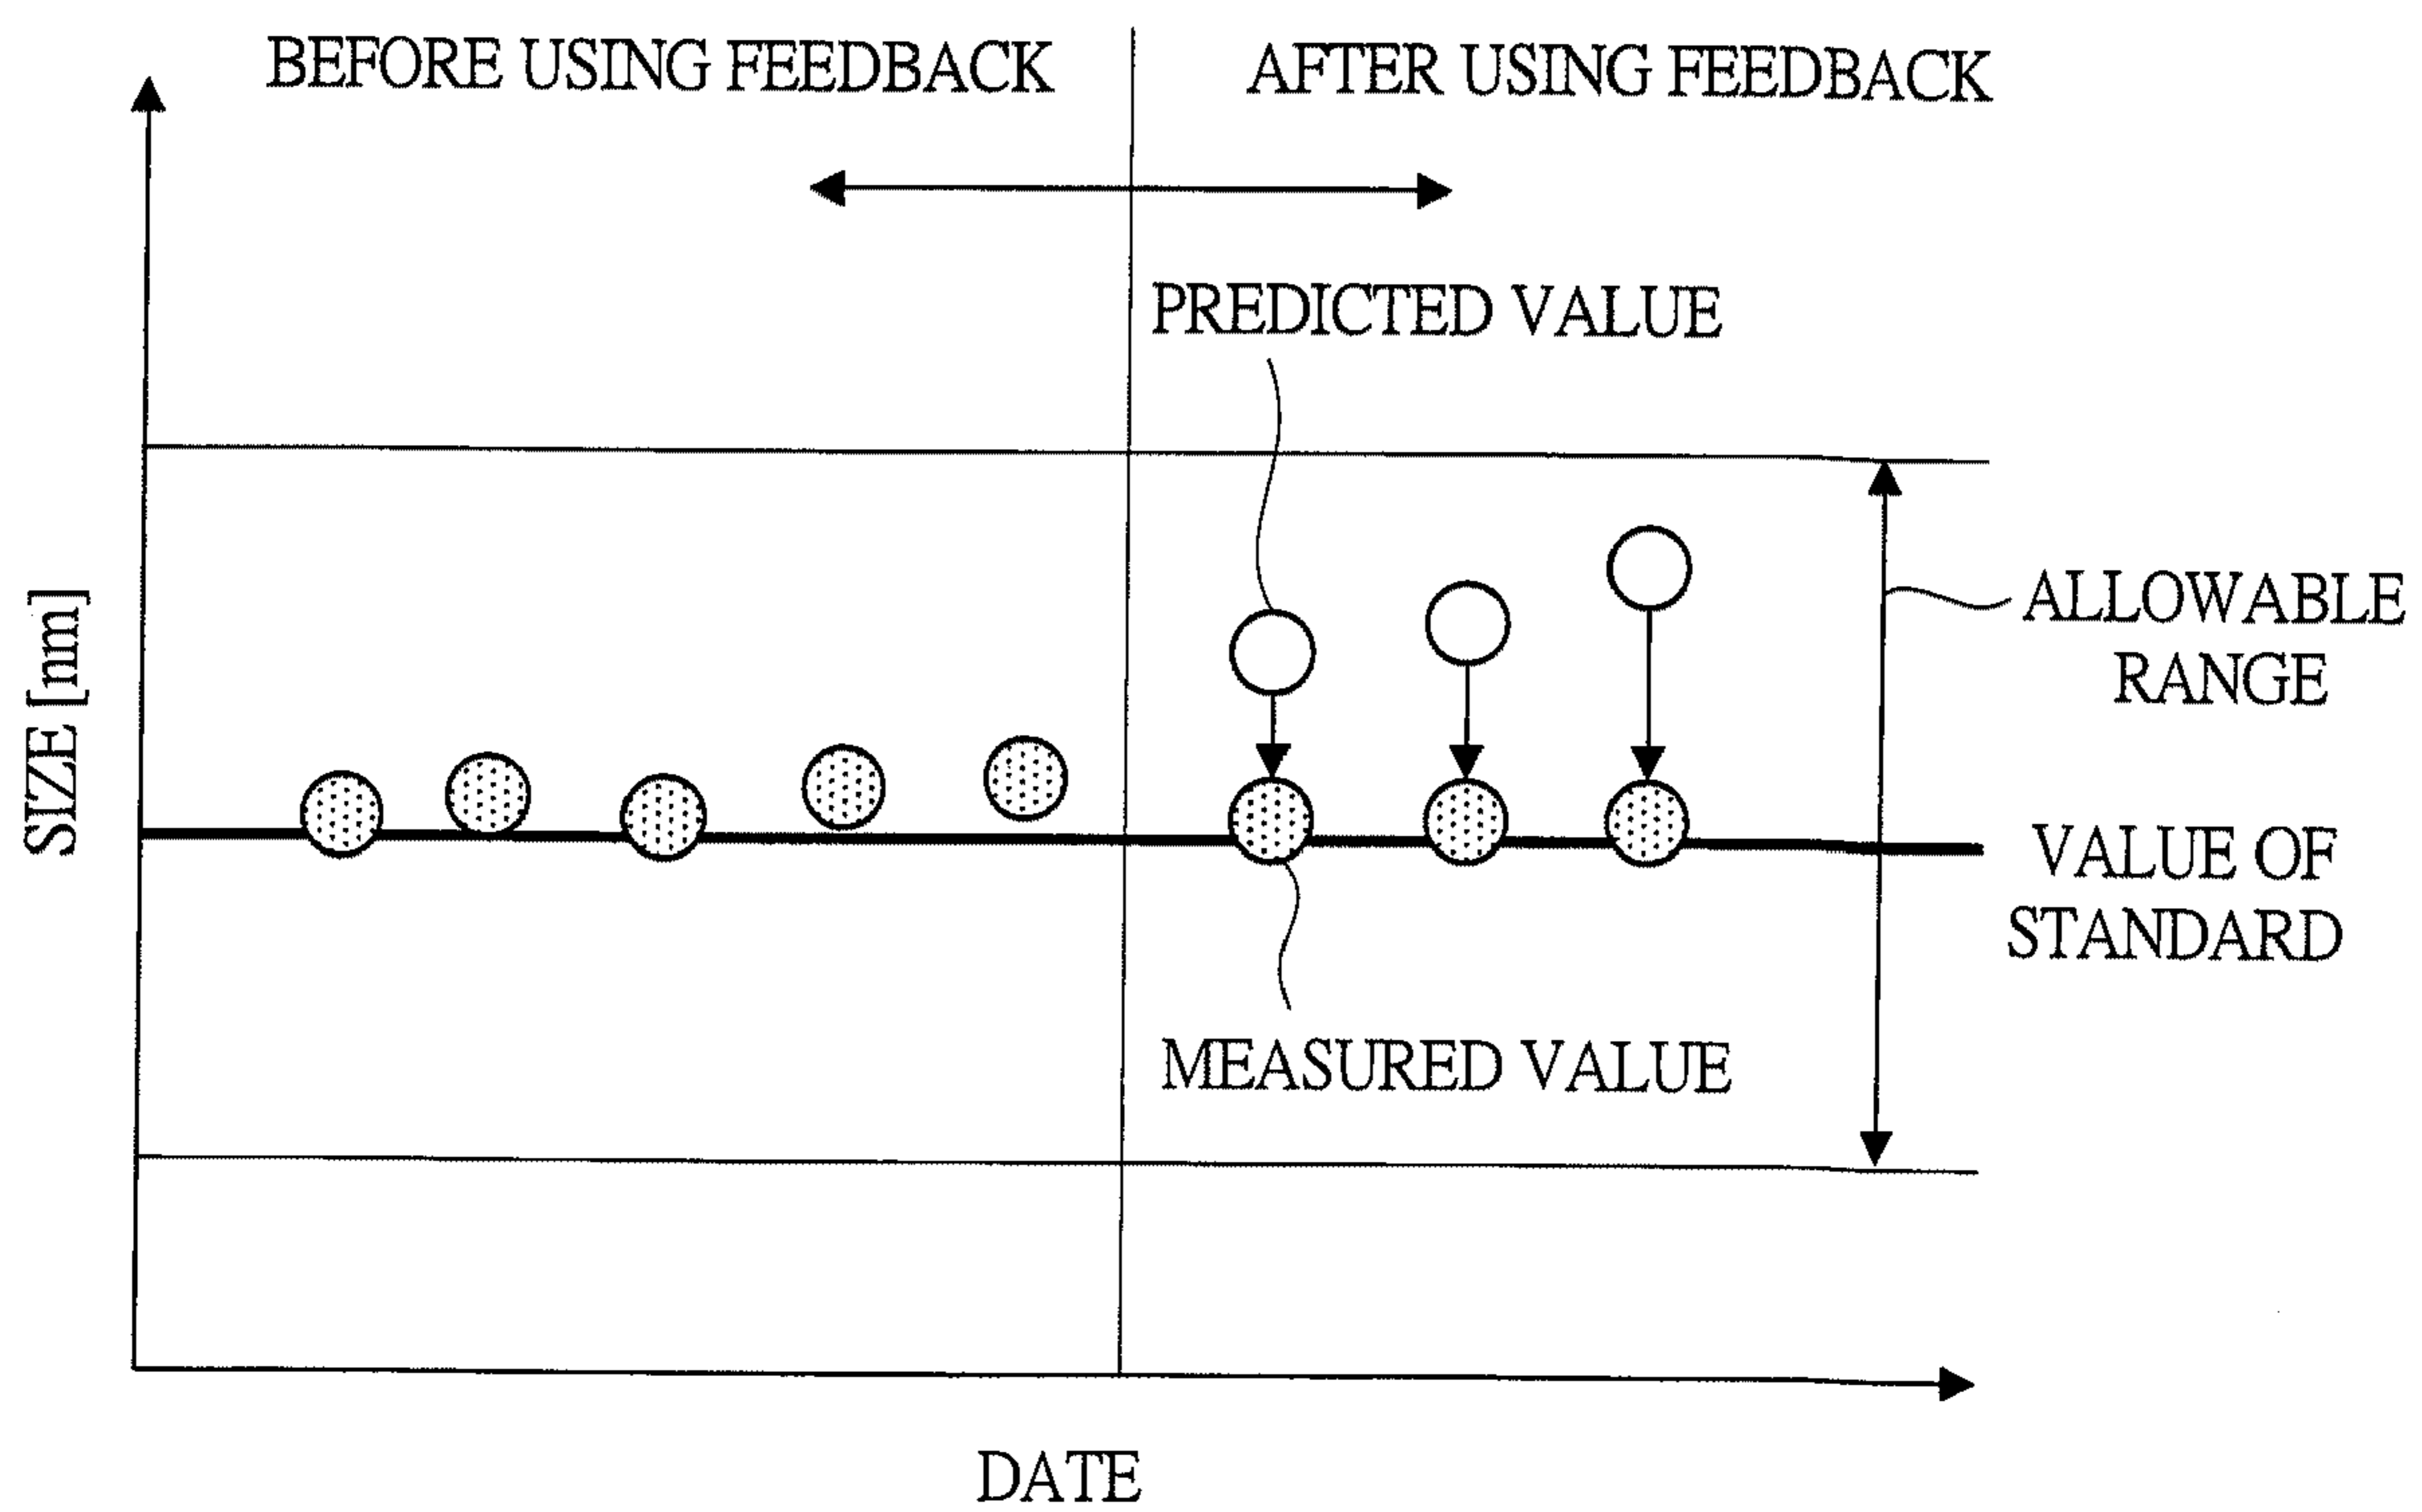 BEFORE USING FEEDBACK
AFTER USING FEEDBACK
PREDICTED VALUE
SIZE [nm]
ALLOWABLE
RANGE
VALUE OF
STANDARD
MEASURED VALUE
DATE